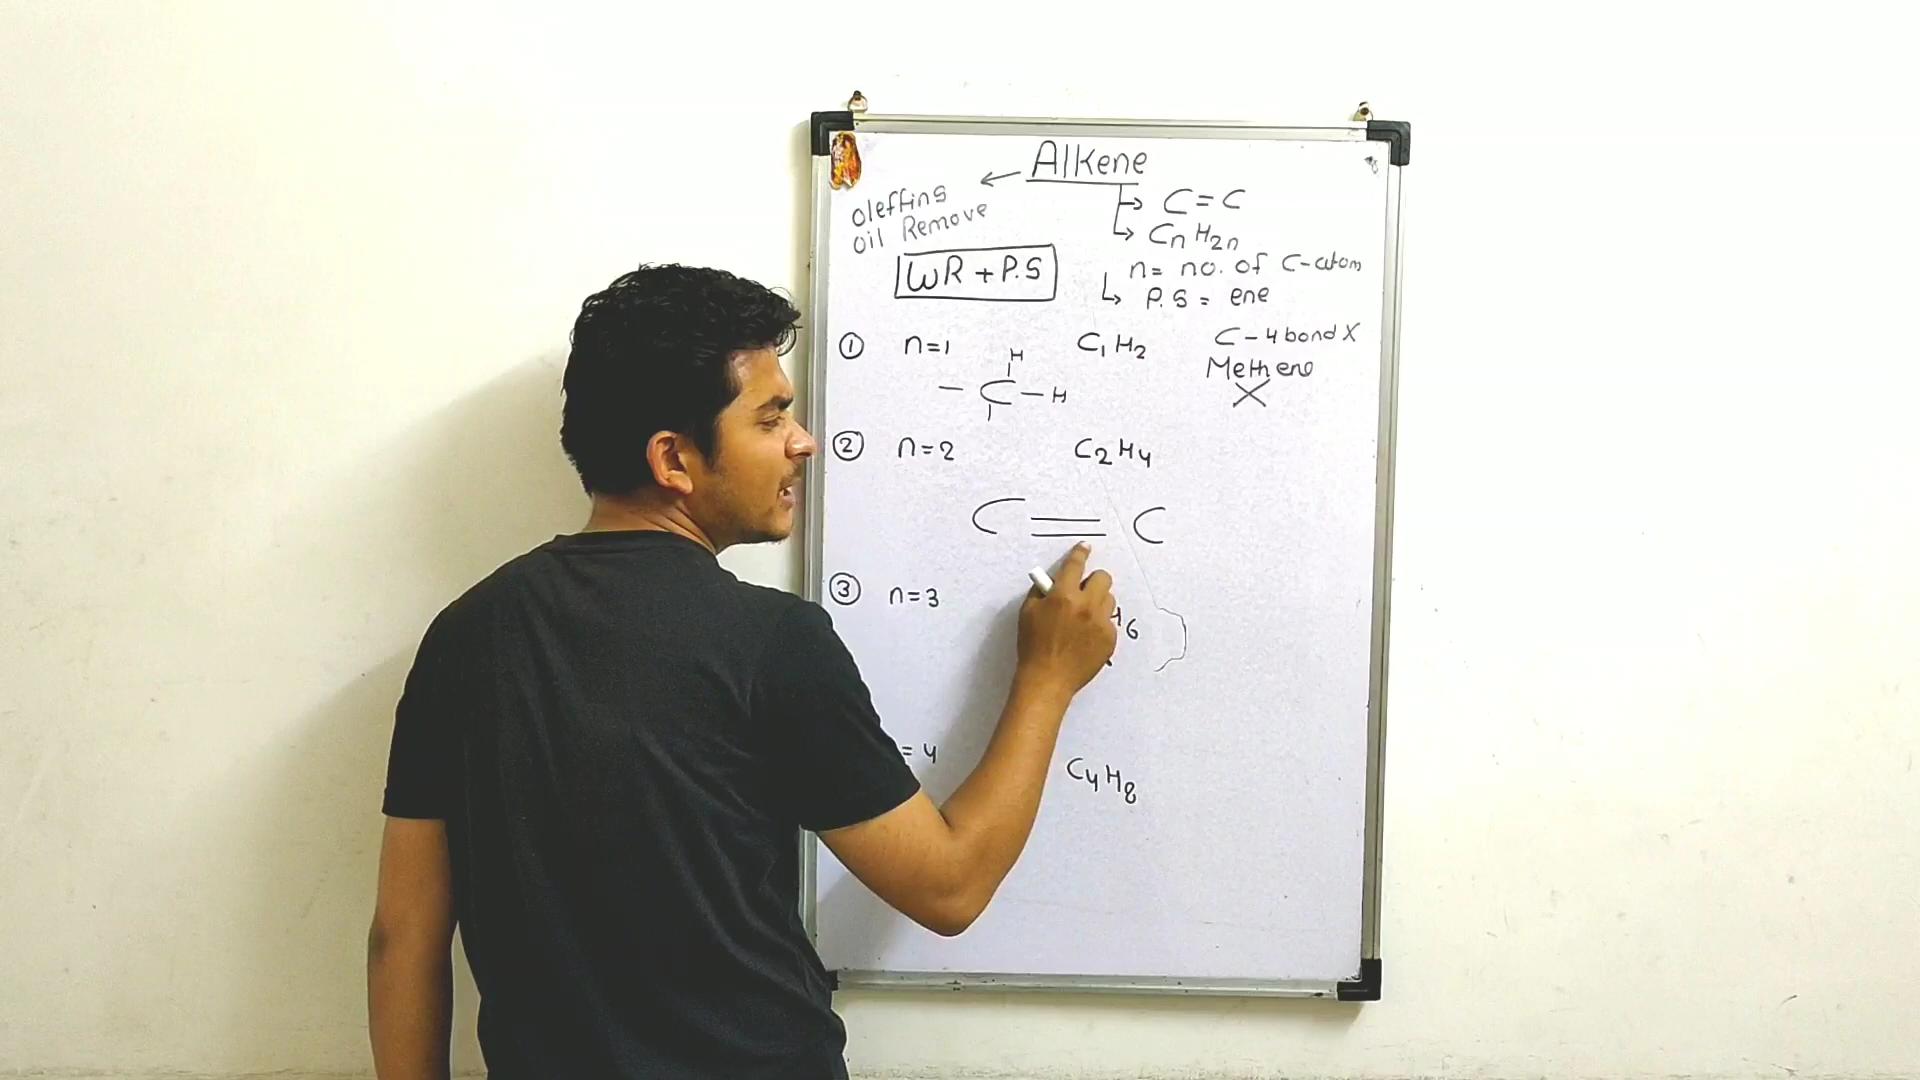 Alkene
oleffins
oil Remove
C = C
CnH2n
n = no. of C-atom
P.S = ene
WR + P.S
① n=1 C1H2 C - 4 bond X
Methene
X
H
- C - H
② n=2 C2H4
C = C
③ n=3 H6
= 4 C4H8